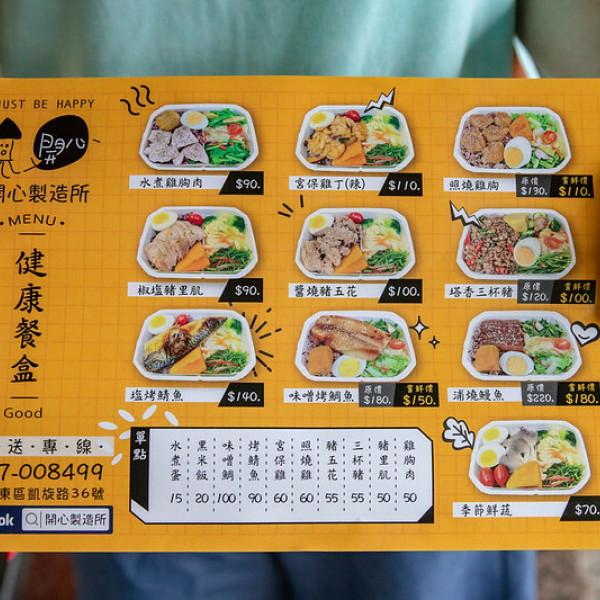 JUST BE HAPPY
開心
開心製造所
·MENU·
健康餐盒
Good
送·專·線·
7-008499
東區凱旋路36號
ok 開心製造所
水煮雞胸肉 $90.
宮保雞丁(辣) $110.
照燒雞胸 原價 $130. 嘗鮮價 $110.
椒塩豬里肌 $90.
醬燒豬五花 $100.
塔香三杯豬 原價 $120. 嘗鮮價 $100.
塩烤鯖魚 $140.
味噌烤鯛魚 原價 $180. 嘗鮮價 $150.
浦燒鰻魚 原價 $220. 嘗鮮價 $180.
季節鮮蔬 $70.
單點
水煮蛋 15
黑米飯 20
味噌鯛 100
烤鯖魚 90
宮保雞 60
照燒雞 60
豬五花 55
三杯豬 55
豬里肌 50
雞胸肉 50